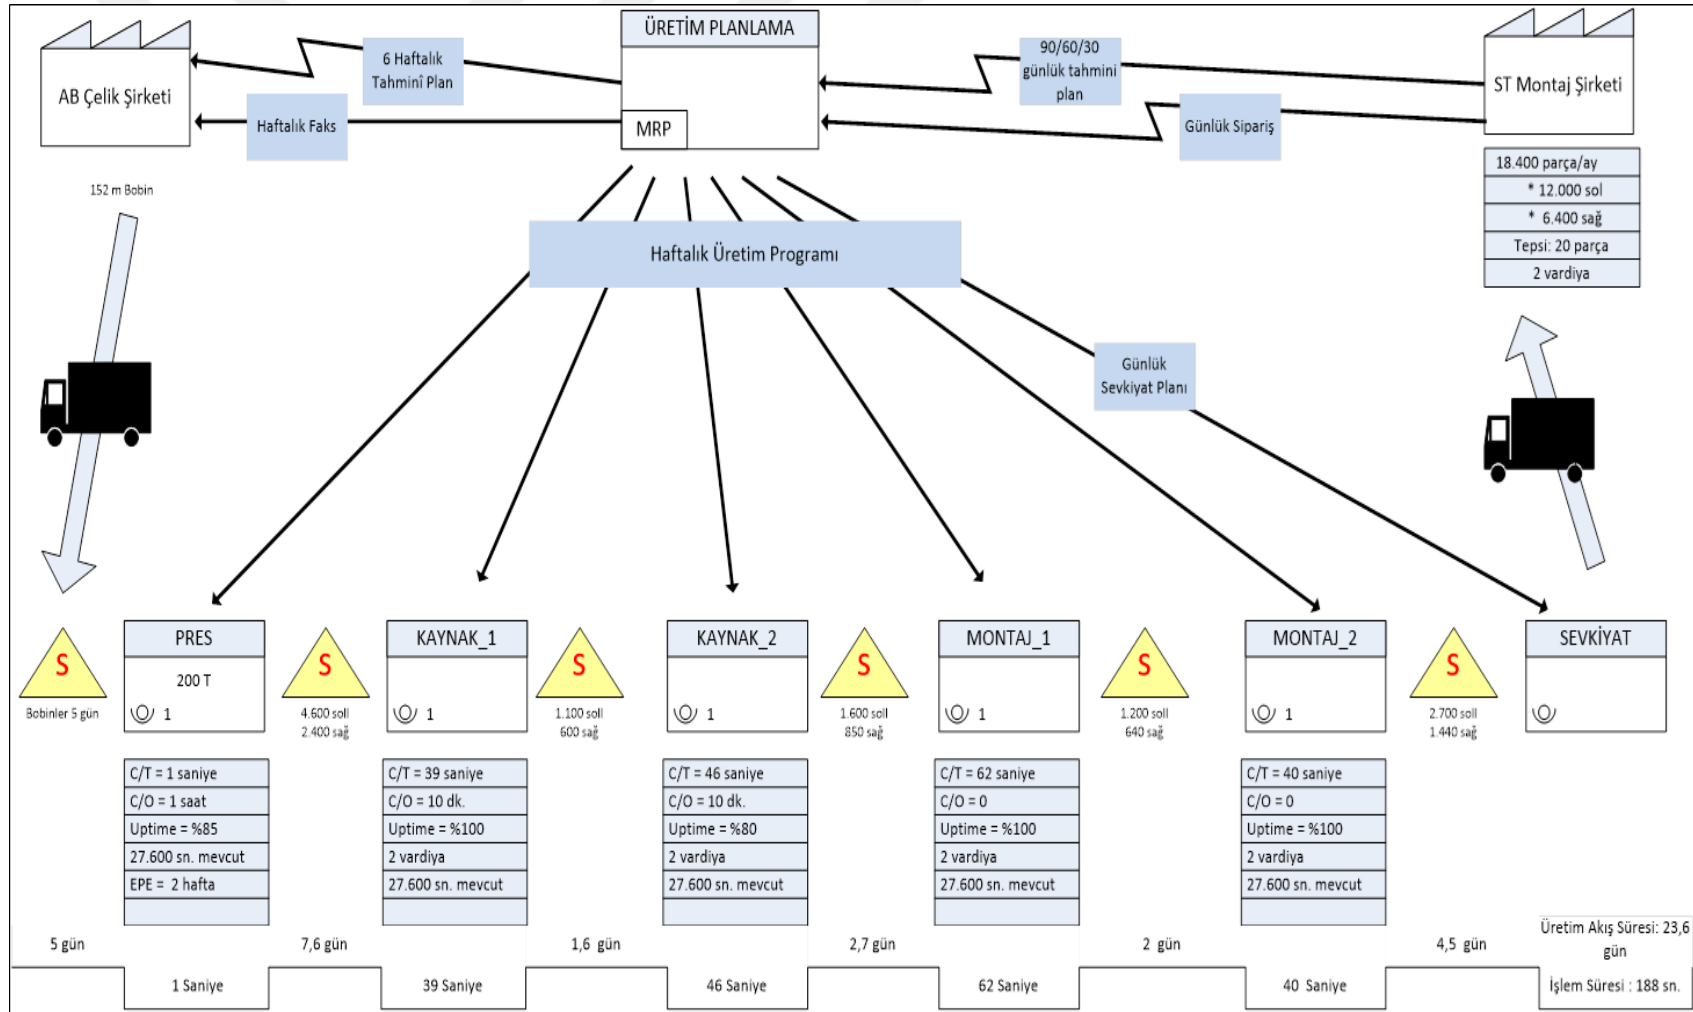 ÜRETİM PLANLAMA
MRP
AB Çelik Şirketi
6 Haftalık
Tahminî Plan
Haftalık Faks
90/60/30
günlük tahmini
plan
Günlük Sipariş
ST Montaj Şirketi
18.400 parça/ay
* 12.000 sol
* 6.400 sağ
Tepsi: 20 parça
2 vardiya
152 m Bobin
Haftalık Üretim Programı
Günlük
Sevkiyat Planı
S
Bobinler 5 gün
PRES
200 T
1
S
4.600 soll
2.400 sağ
KAYNAK_1
1
S
1.100 soll
600 sağ
KAYNAK_2
1
S
1.600 soll
850 sağ
MONTAJ_1
1
S
1.200 soll
640 sağ
MONTAJ_2
1
S
2.700 soll
1.440 sağ
SEVKİYAT
C/T = 1 saniye
C/O = 1 saat
Uptime = %85
27.600 sn. mevcut
EPE = 2 hafta
C/T = 39 saniye
C/O = 10 dk.
Uptime = %100
2 vardiya
27.600 sn. mevcut
C/T = 46 saniye
C/O = 10 dk.
Uptime = %80
2 vardiya
27.600 sn. mevcut
C/T = 62 saniye
C/O = 0
Uptime = %100
2 vardiya
27.600 sn. mevcut
C/T = 40 saniye
C/O = 0
Uptime = %100
2 vardiya
27.600 sn. mevcut
5 gün
1 Saniye
7,6 gün
39 Saniye
1,6 gün
46 Saniye
2,7 gün
62 Saniye
2 gün
40 Saniye
4,5 gün
Üretim Akış Süresi: 23,6
gün
İşlem Süresi : 188 sn.